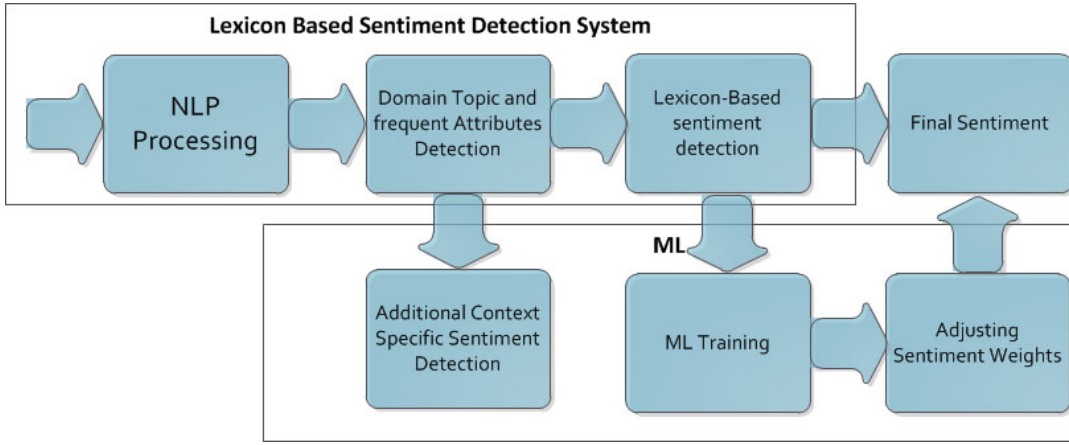 Lexicon Based Sentiment Detection System
NLP
Processing
Domain Topic and
frequent Attributes
Detection
Lexicon-Based
sentiment
detection
Final Sentiment
ML
Additional Context
Specific Sentiment
Detection
ML Training
Adjusting
Sentiment Weights